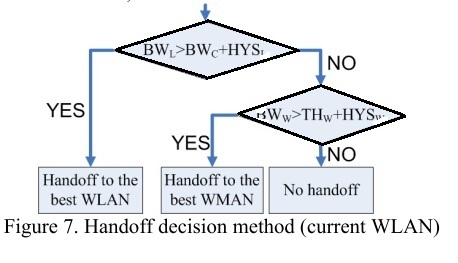 BW_L>BW_C+HYS_L
NO
YES
BW_W>TH_W+HYS_W
YES
NO
Handoff to the
best WLAN
Handoff to the
best WMAN
No handoff
Figure 7. Handoff decision method (current WLAN)